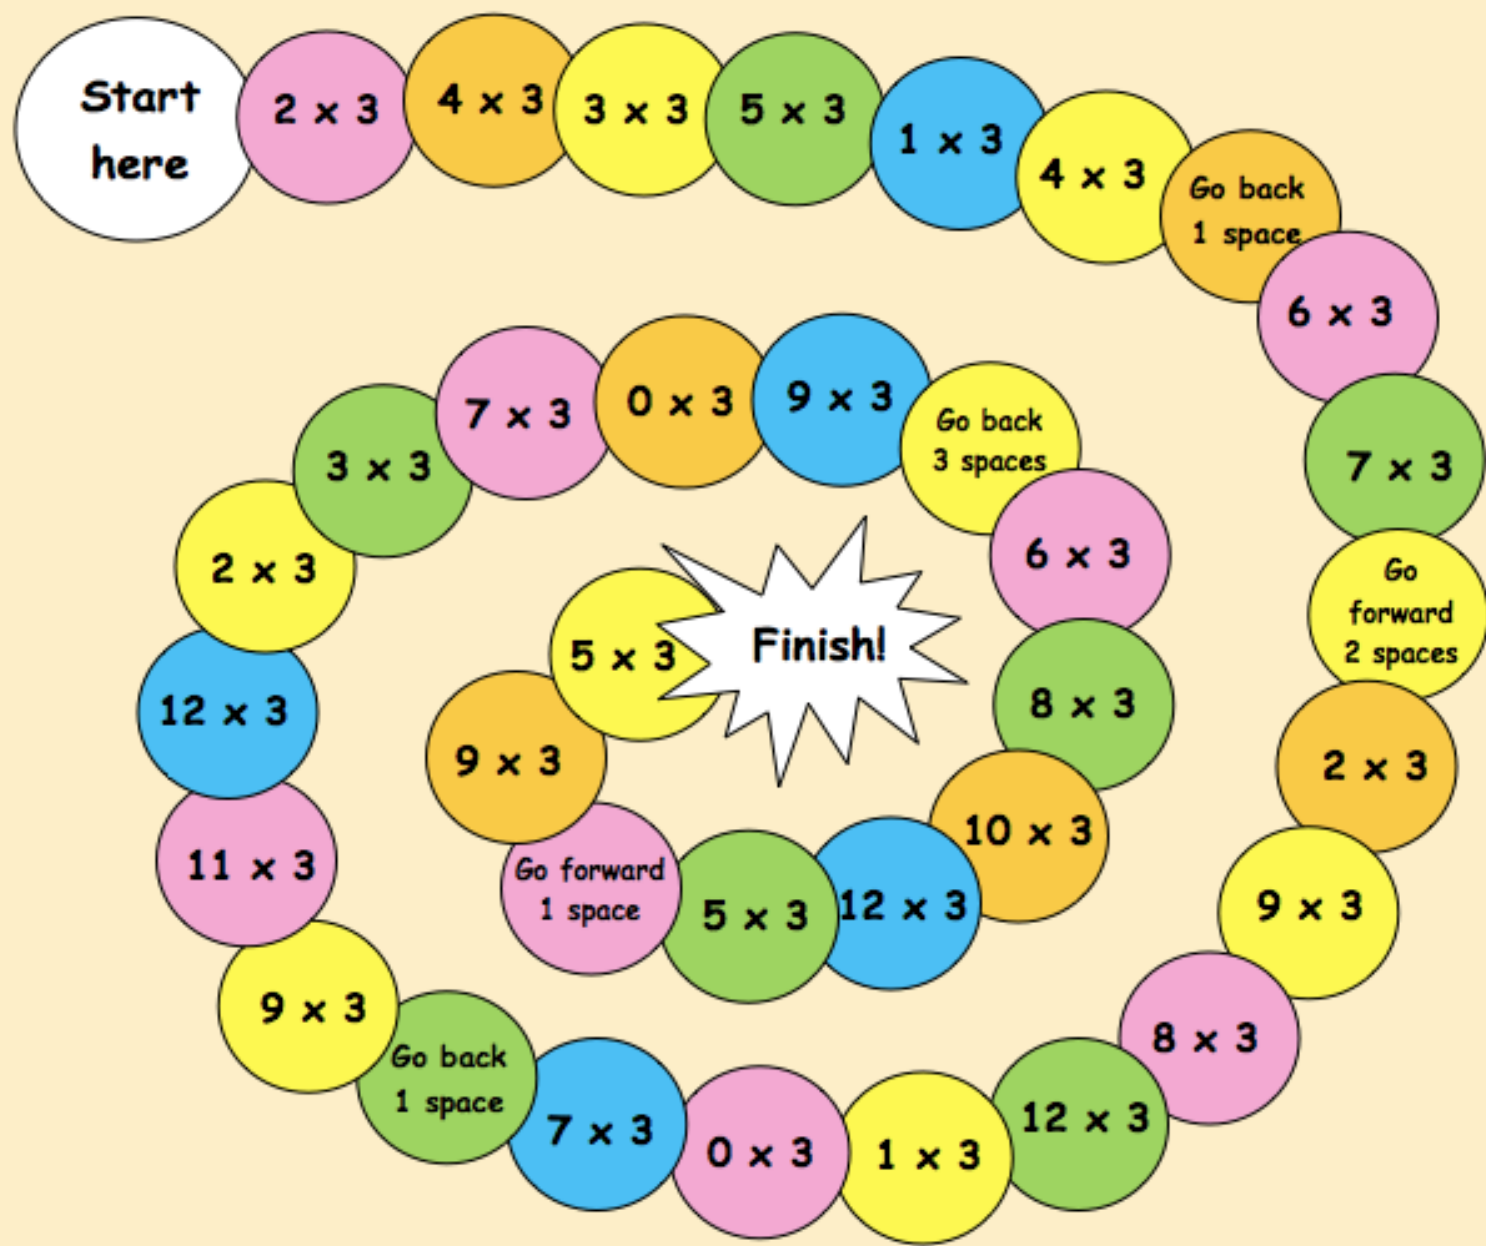 Start
here
2 x 3
4 x 3
3 x 3
5 x 3
1 x 3
4 x 3
Go back
1 space
6 x 3
7 x 3
Go
forward
2 spaces
2 x 3
9 x 3
8 x 3
12 x 3
1 x 3
0 x 3
7 x 3
Go back
1 space
9 x 3
11 x 3
12 x 3
2 x 3
3 x 3
7 x 3
0 x 3
9 x 3
Go back
3 spaces
6 x 3
8 x 3
10 x 3
12 x 3
5 x 3
Go forward
1 space
9 x 3
5 x 3
Finish!